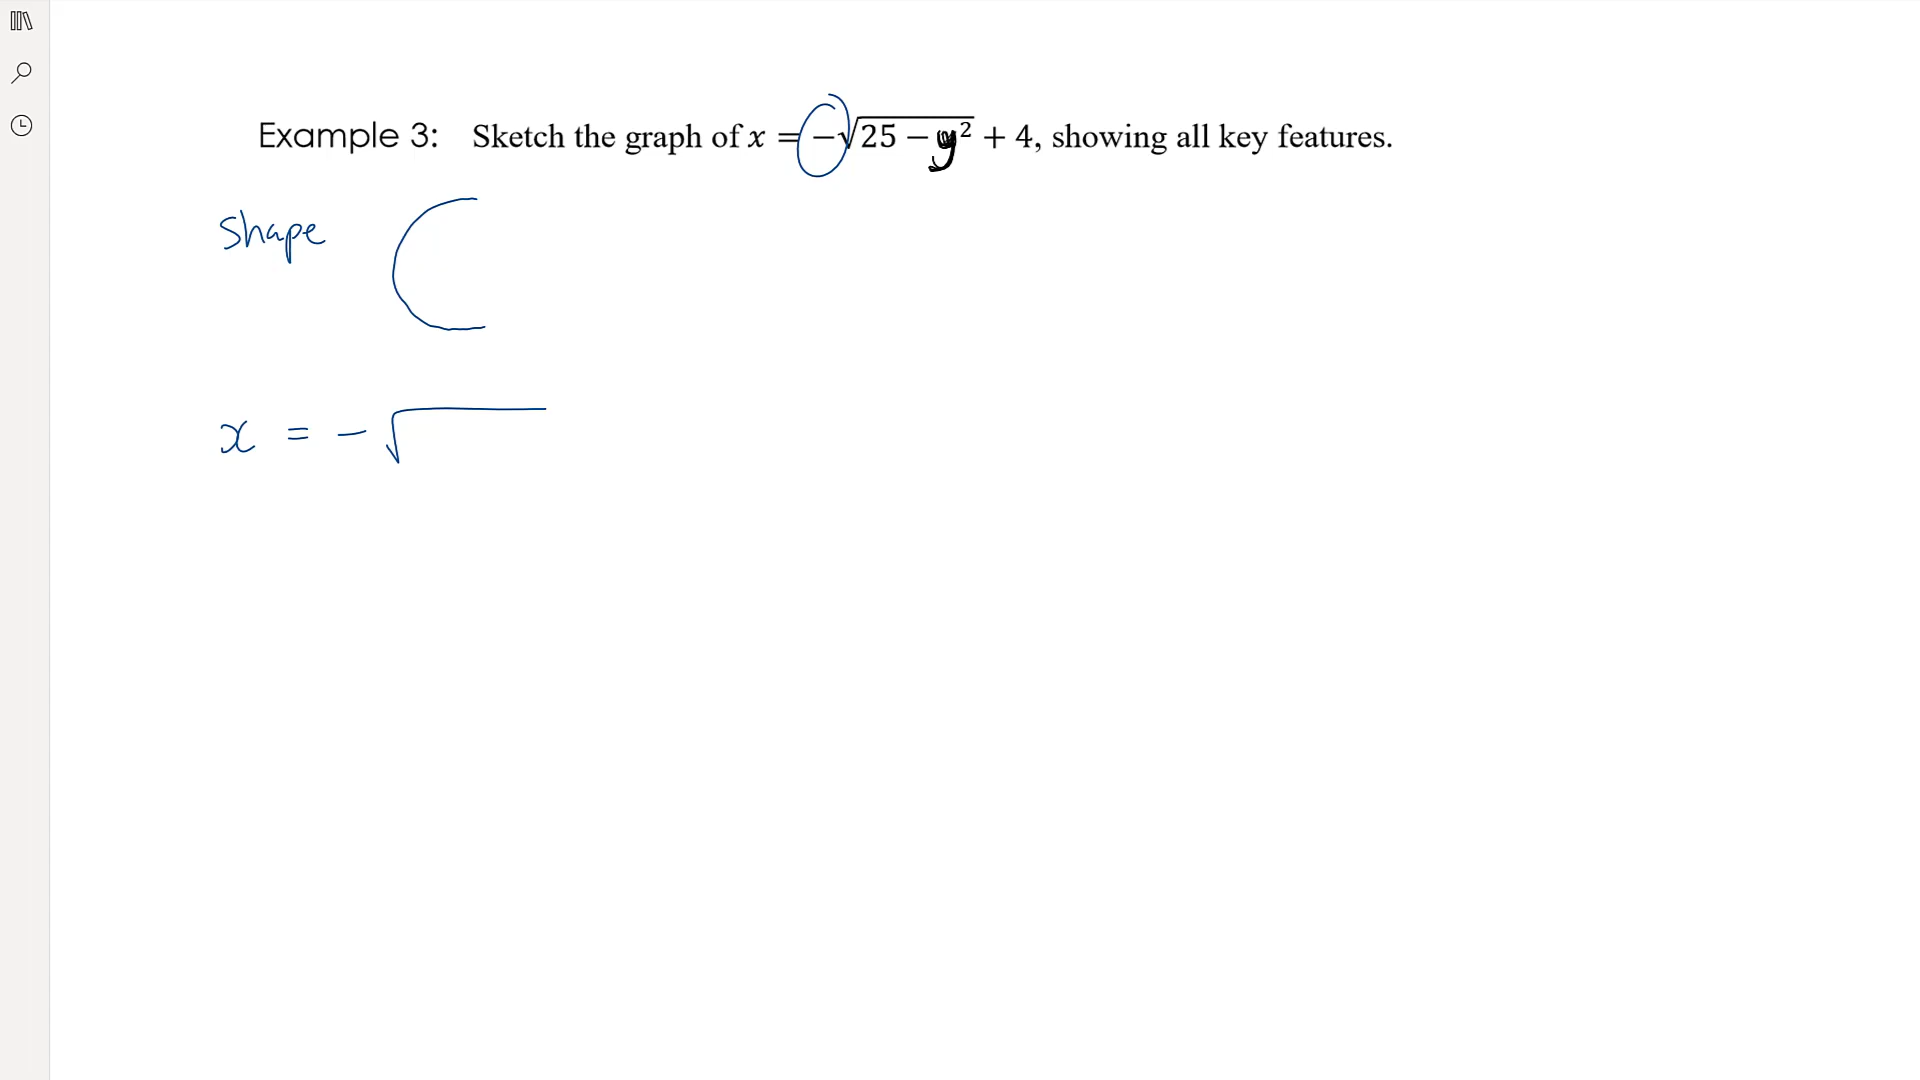 Example 3: Sketch the graph of x = −√25 − y² + 4, showing all key features.
Shape
x = −√